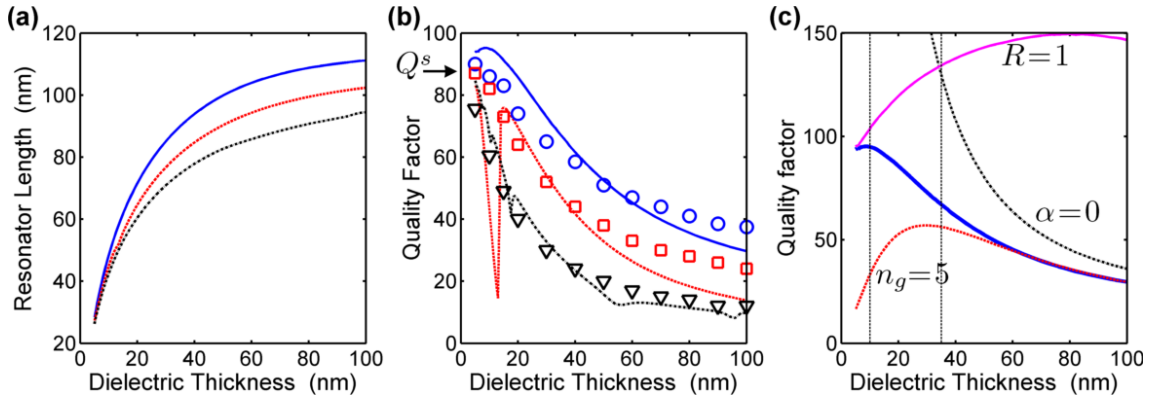 (a)
120
100
80
60
40
20
0 20 40 60 80 100
Resonator Length (nm)
Dielectric Thickness (nm)
(b)
100
80
60
40
20
0
0 20 40 60 80 100
Quality Factor
Dielectric Thickness (nm)
Q^s
(c)
150
100
50
0
0 20 40 60 80 100
Quality factor
Dielectric Thickness (nm)
R=1
α=0
n_g=5